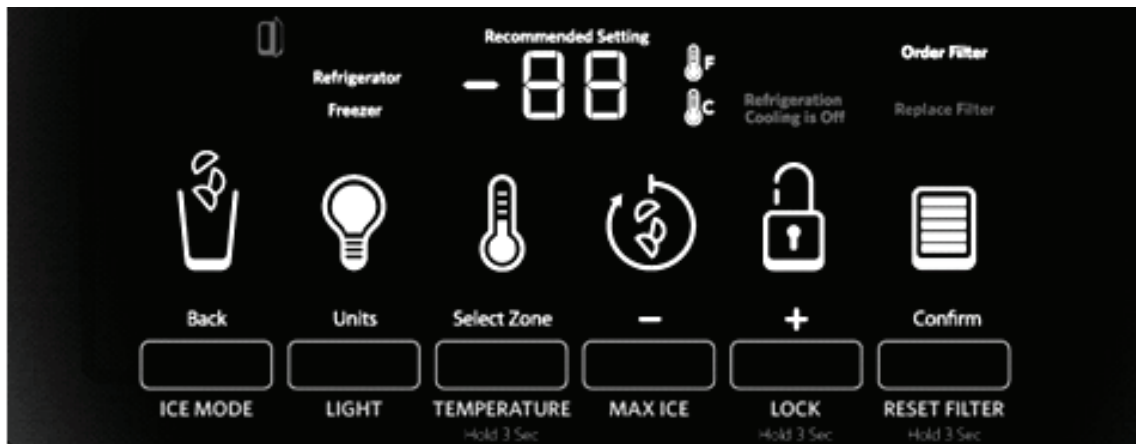 Recommended Setting
Order Filter
Refrigerator
-88
F
Freezer
C
Refrigeration
Cooling is Off
Replace Filter
Back
Units
Select Zone
−
+
Confirm
ICE MODE
LIGHT
TEMPERATURE
MAX ICE
LOCK
RESET FILTER
Hold 3 Sec
Hold 3 Sec
Hold 3 Sec